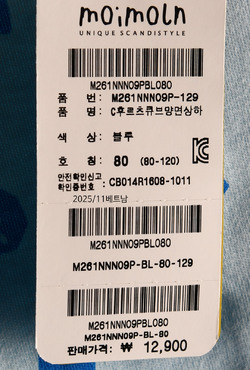 moimoln
UNIQUE SCANDISTYLE
M261NNN09PBL080
품 번: M261NNN09P-129
품 명: C후르츠큐브망면상하
색 상: 블루
호 칭: 80 (80-120)
안전확인신고
확인증번호 : CB014R1608-1011
2025/11베트남
M261NNN09PBL080
M261NNN09P-BL-80-129
M261NNN09PBL080
M261NNN09P-BL-80
판매가격: ₩ 12,900